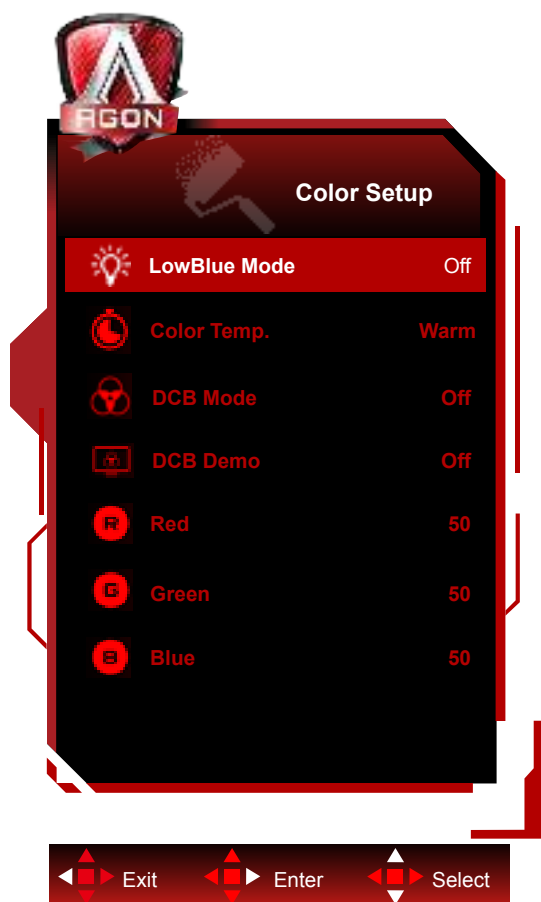 AGON
Color Setup
LowBlue Mode Off
Color Temp. Warm
DCB Mode Off
DCB Demo Off
R Red 50
G Green 50
B Blue 50
Exit Enter Select